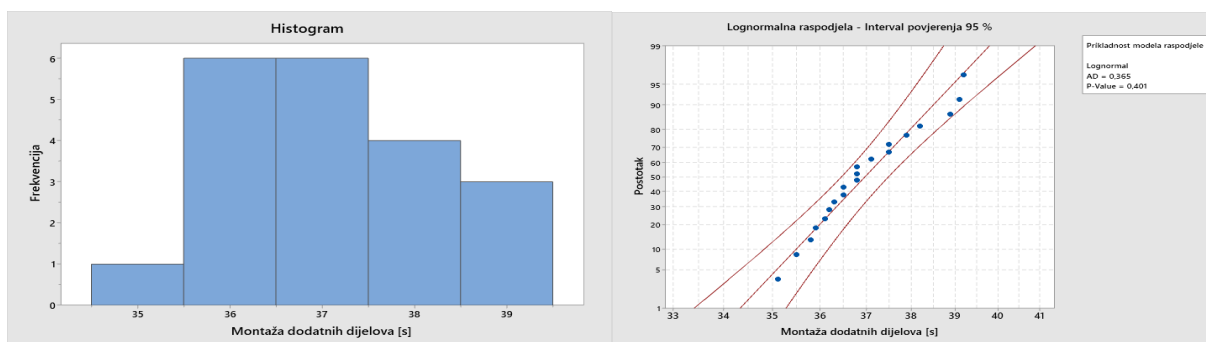 Histogram
Frekvencija
6
5
4
3
2
1
0
35 36 37 38 39
Montaža dodatnih dijelova [s]
Lognormalna raspodjela - Interval povjerenja 95 %
Postotak
99
95
90
80
70
60
50
40
30
20
10
5
1
33 34 35 36 37 38 39 40 41
Montaža dodatnih dijelova [s]
Prikladnost modela raspodjele
Lognormal
AD = 0,365
P-Value = 0,401